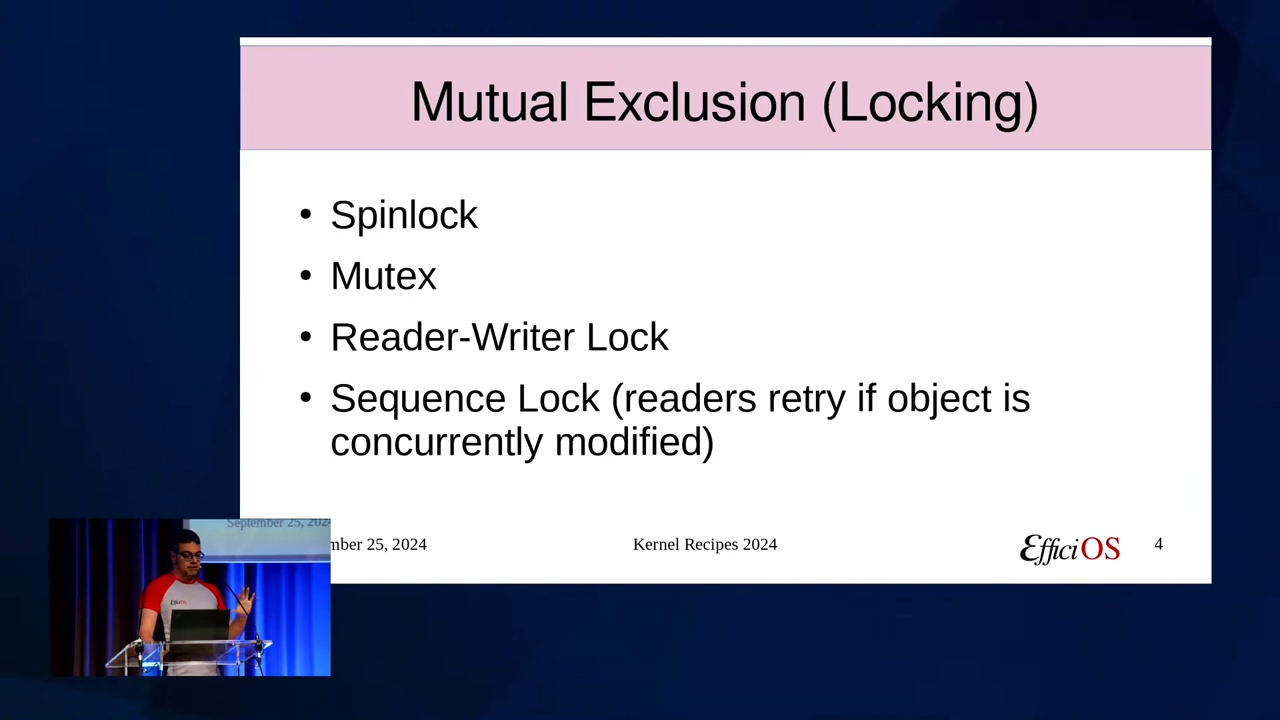 Mutual Exclusion (Locking)
• Spinlock
• Mutex
• Reader-Writer Lock
• Sequence Lock (readers retry if object is
concurrently modified)
September 25, 202
mber 25, 2024
Kernel Recipes 2024
EfficiOS
4